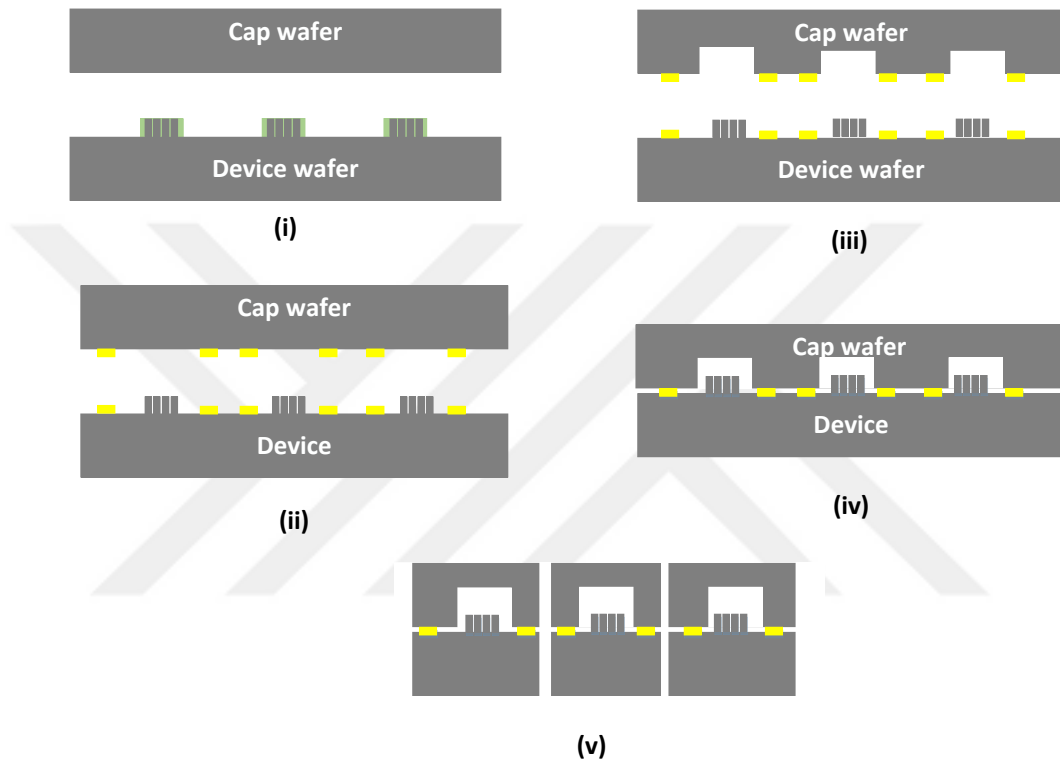 Cap wafer
Device wafer
(i)
Cap wafer
Device
(ii)
Cap wafer
Device wafer
(iii)
Cap wafer
Device
(iv)
(v)